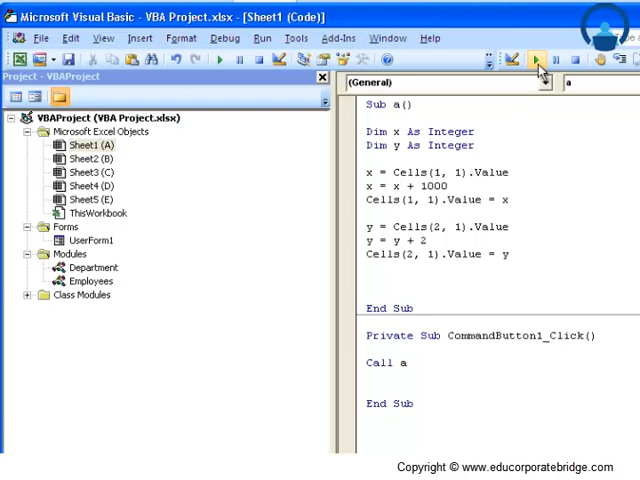 Microsoft Visual Basic - VBA Project.xlsx - [Sheet1 (Code)]
File Edit View Insert Format Debug Run Tools Add-Ins Window Help
Project - VBAProject
(General)
a
VBAProject (VBA Project.xlsx)
Microsoft Excel Objects
Sheet1 (A)
Sheet2 (B)
Sheet3 (C)
Sheet4 (D)
Sheet5 (E)
ThisWorkbook
Forms
UserForm1
Modules
Department
Employees
Class Modules
Sub a()
Dim x As Integer
Dim y As Integer
x = Cells(1, 1).Value
x = x + 1000
Cells(1, 1).Value = x
y = Cells(2, 1).Value
y = y + 2
Cells(2, 1).Value = y
End Sub
Private Sub CommandButton1_Click()
Call a
End Sub
Copyright © www.educorporatebridge.com